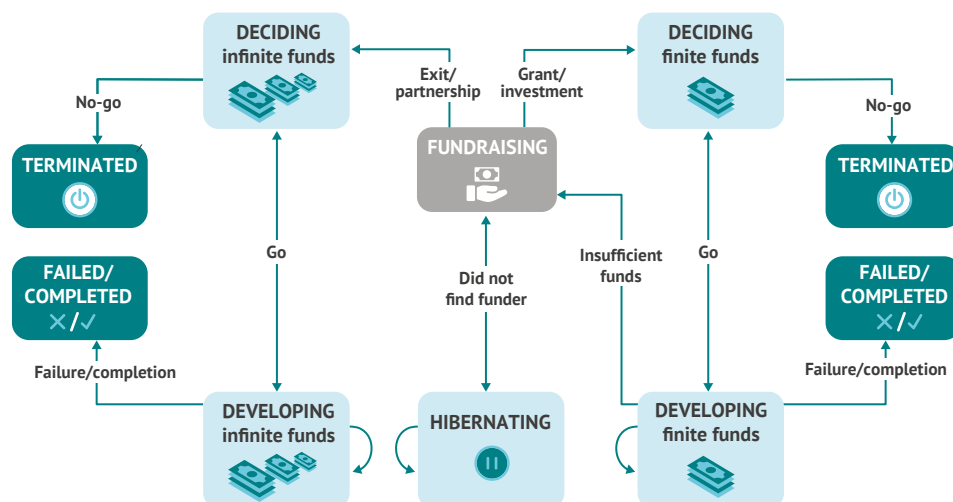 DECIDING
infinite funds
DECIDING
finite funds
Exit/
partnership
Grant/
investment
No-go
No-go
FUNDRAISING
TERMINATED
TERMINATED
Go
Did not
find funder
Insufficient
funds
Go
FAILED/
COMPLETED
/
FAILED/
COMPLETED
/
Failure/completion
Failure/completion
DEVELOPING
infinite funds
HIBERNATING
DEVELOPING
finite funds